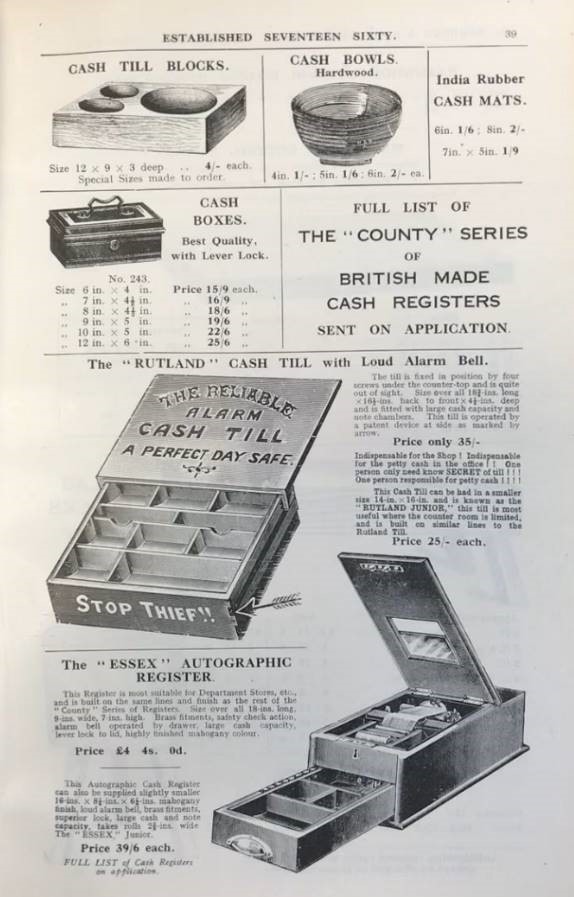 ESTABLISHED SEVENTEEN SIXTY.
39
CASH TILL BLOCKS.
Size 12 × 9 × 3 deep .. 4/- each.
Special Sizes made to order.
CASH BOWLS.
Hardwood.
4in. 1/- ; 5in. 1/6 ; 6in. 2/- ea.
India Rubber
CASH MATS.
6in. 1/6 ; 8in. 2/-
7in. × 5in. 1/9
CASH
BOXES.
Best Quality,
with Lever Lock.
No. 243.
Size 6 in. × 4 in. Price 15/9 each.
,, 7 in. × 4½ in. ,, 16/9 ,,
,, 8 in. × 4½ in. ,, 18/6 ,,
,, 9 in. × 5 in. ,, 19/6 ,,
,, 10 in. × 5 in. ,, 22/6 ,,
,, 12 in. × 6 in. ,, 25/6 ,,
FULL LIST OF
THE "COUNTY" SERIES
OF
BRITISH MADE
CASH REGISTERS
SENT ON APPLICATION.
The "RUTLAND" CASH TILL with Loud Alarm Bell.
THE RELIABLE
ALARM
CASH TILL
A PERFECT DAY SAFE.
STOP THIEF!!
The till is fixed in position by four
screws under the counter-top and is quite
out of sight. Size over all 18¾-ins. long
×16½-ins. back to front×4½-ins. deep
and is fitted with large cash capacity and
note chambers. This till is operated by
a patent device at side as marked by
arrow.
Price only 35/-
Indispensable for the Shop ! Indispensable
for the petty cash in the office ! ! One
person only need know SECRET of till ! ! !
One person responsible for petty cash ! ! ! !
This Cash Till can be had in a smaller
size 14-in. × 16-in. and is known as the
"RUTLAND JUNIOR," this till is most
useful where the counter room is limited,
and is built on similar lines to the
Rutland Till.
Price 25/- each.
The "ESSEX" AUTOGRAPHIC
REGISTER.
This Register is most suitable for Department Stores, etc.,
and is built on the same lines and finish as the rest of the
"County" Series of Registers. Size over all 18-ins. long,
9-ins. wide, 7-ins. high. Brass fitments, safety check action,
alarm bell operated by drawer, large cash capacity,
lever lock to lid, highly finished mahogany colour.
Price £4 4s. 0d.
This Autographic Cash Register
can also be supplied slightly smaller
16-ins. × 8½-ins. × 6½-ins. mahogany
finish, loud alarm bell, brass fitments,
superior lock, large cash and note
capacity, takes rolls 2½-ins. wide
The "ESSEX" Junior.
Price 39/6 each.
FULL LIST of Cash Registers
on application.